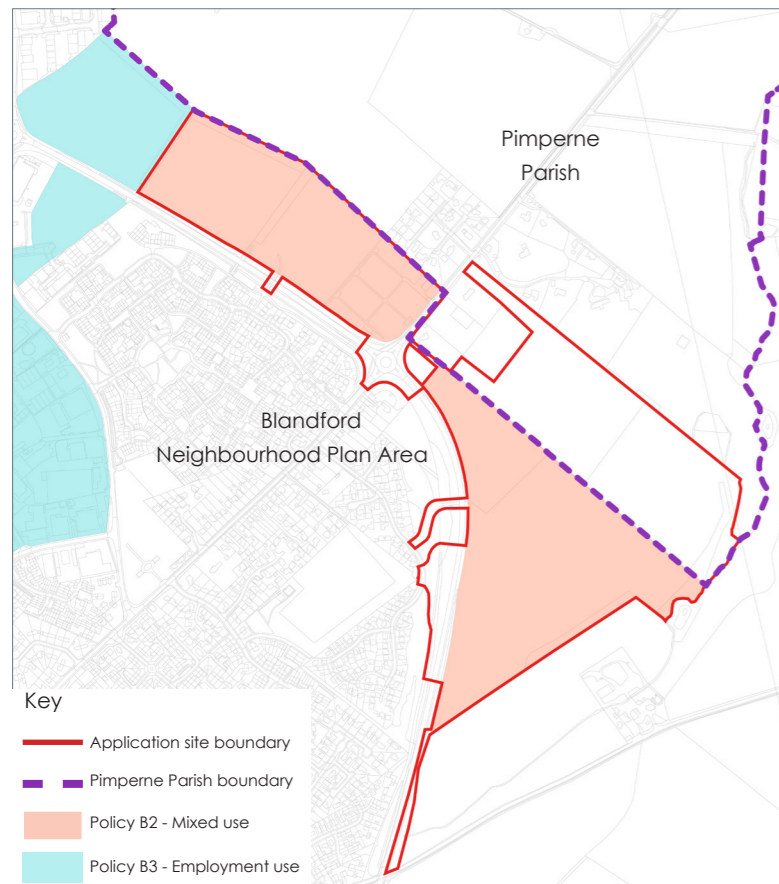 Pimperne
Parish
Blandford
Neighbourhood Plan Area
Key
Application site boundary
Pimperne Parish boundary
Policy B2 - Mixed use
Policy B3 - Employment use